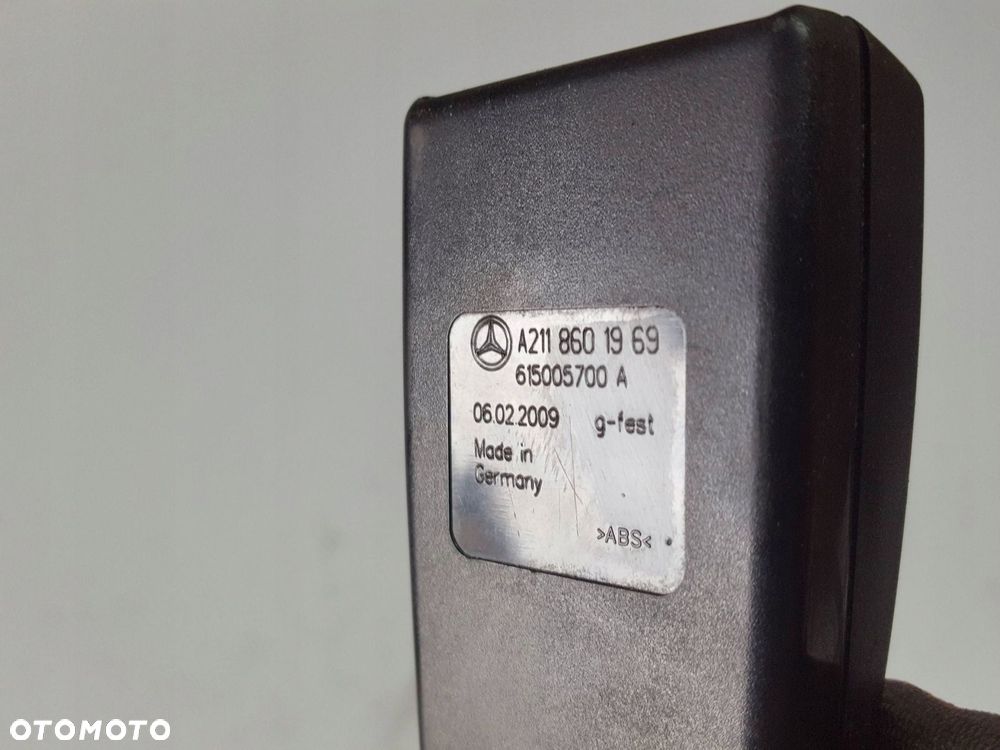 A211 860 19 69
615005700 A
06.02.2009 g-fest
Made in
Germany
>ABS<
OTOMOTO